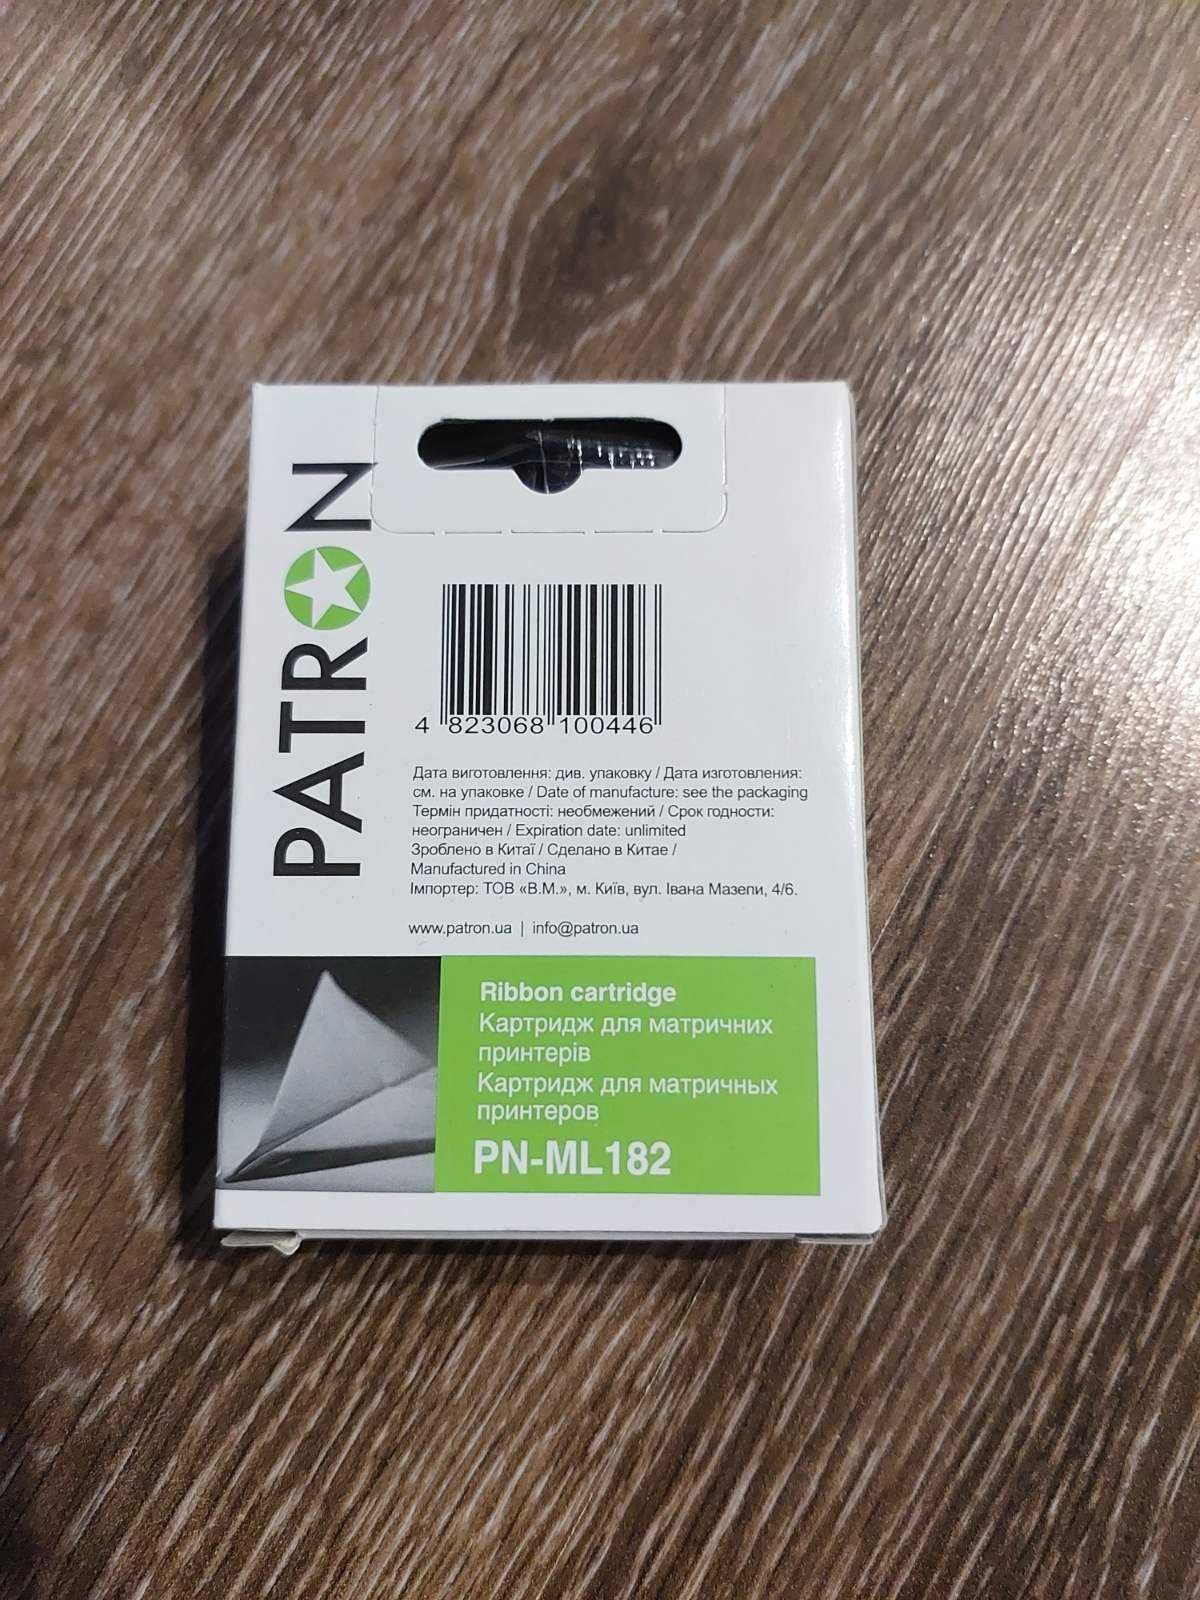 PATRON
4 823068 100446
Дата виготовлення: див. упаковку / Дата изготовления:
см. на упаковке / Date of manufacture: see the packaging
Термін придатності: необмежений / Срок годности:
неограничен / Expiration date: unlimited
Зроблено в Китаї / Сделано в Китае /
Manufactured in China
Імпортер: ТОВ «В.М.», м. Київ, вул. Івана Мазепи, 4/6.
www.patron.ua | info@patron.ua
Ribbon cartridge
Картридж для матричних
принтерів
Картридж для матричных
принтеров
PN-ML182